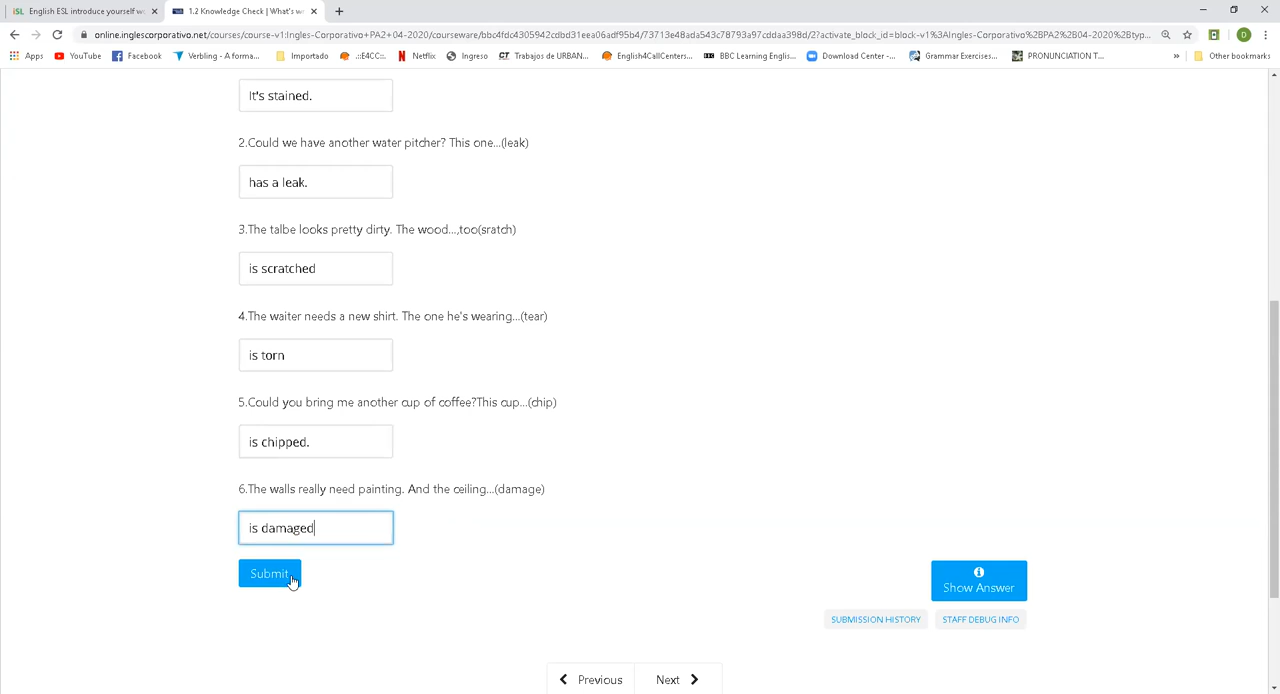 English ESL introduce yourself wo
1.2 Knowledge Check | What's w
online.inglescorporativo.net/courses/course-v1:Ingles-Corporativo+PA2+04-2020/courseware/bbc4fdc4305942cdbd31eea06adf95b4/73713e48ada543c78793a97cddaa398d/2?activate_block_id=block-v1%3AIngles-Corporativo%2BPA2%2B04-2020%2Btyp...
D
Apps YouTube Facebook Verbling - A forma... Importado .::E4CC::. Netflix Ingreso CT Trabajos de URBAN... English4CallCenters... BBC Learning Englis... Download Center -... Grammar Exercises... PRONUNCIATION T... » Other bookmarks
It's stained.
2.Could we have another water pitcher? This one...(leak)
has a leak.
3.The talbe looks pretty dirty. The wood...,too(sratch)
is scratched
4.The waiter needs a new shirt. The one he's wearing...(tear)
is torn
5.Could you bring me another cup of coffee?This cup...(chip)
is chipped.
6.The walls really need painting. And the ceiling...(damage)
is damaged
Submit
Show Answer
SUBMISSION HISTORY STAFF DEBUG INFO
Previous Next